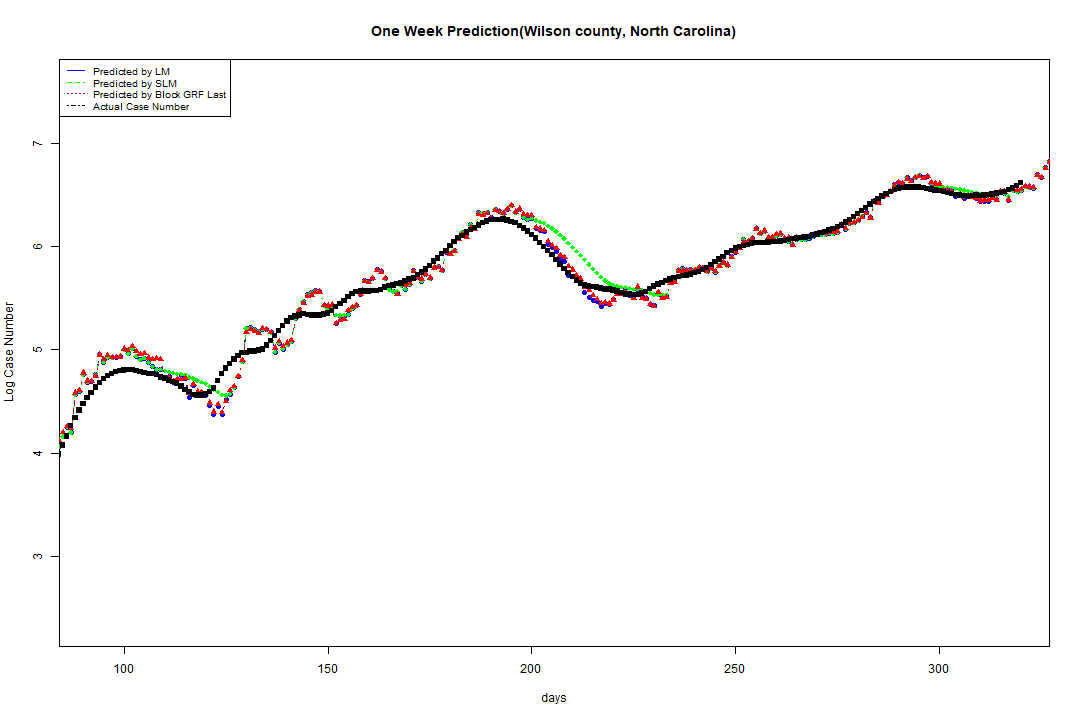 One Week Prediction(Wilson county, North Carolina)
Predicted by LM
Predicted by SLM
Predicted by Block GRF Last
Actual Case Number
7
6
5
4
3
Log Case Number
100 150 200 250 300
days